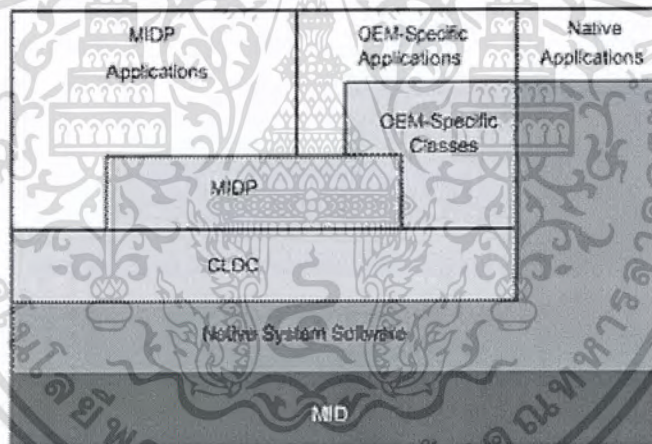 MIDP
Applications
OEM-Specific
Applications
Native
Applications
OEM-Specific
Classes
MIDP
CLDC
Native System Software
MID